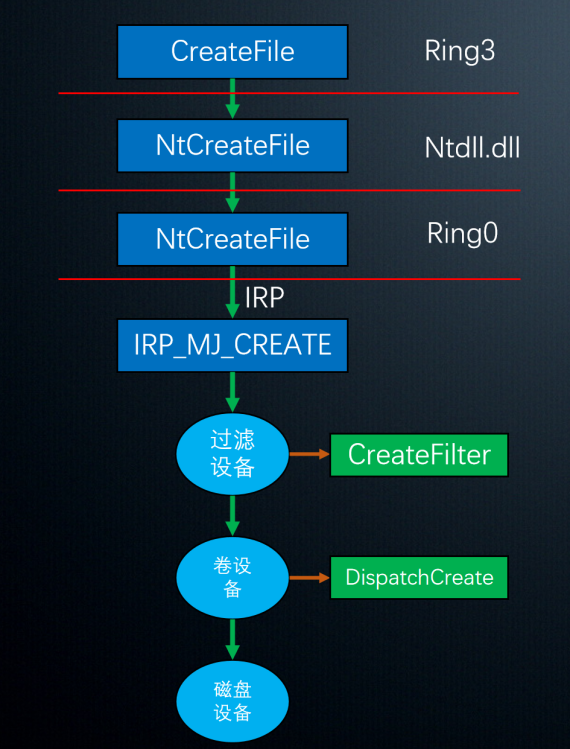 CreateFile
Ring3
NtCreateFile
Ntdll.dll
NtCreateFile
Ring0
IRP
IRP_MJ_CREATE
过滤
设备
CreateFilter
卷设
备
DispatchCreate
磁盘
设备